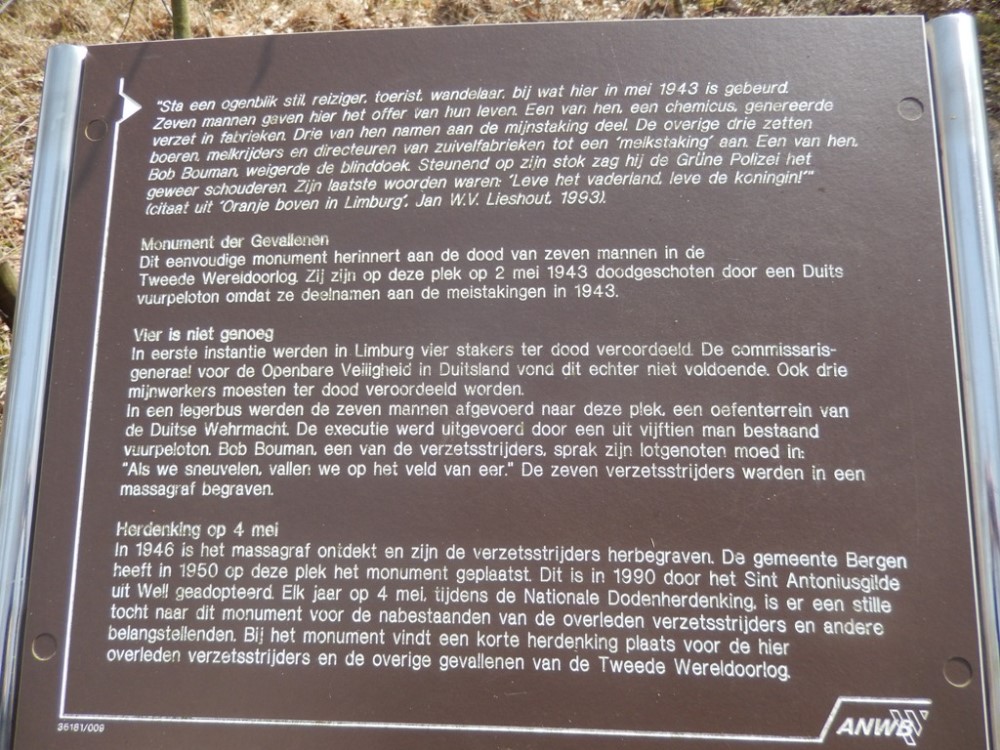 "Sta een ogenblik stil, reiziger, toerist, wandelaar, bij wat hier in mei 1943 is gebeurd.
Zeven mannen gaven hier het offer van hun leven. Een van hen, een chemicus, genereerde
verzet in fabrieken. Drie van hen namen aan de mijnstaking deel. De overige drie zetten
boeren, melkrijders en directeuren van zuivelfabrieken tot een 'melkstaking' aan. Een van hen,
Bob Bouman, weigerde de blinddoek. Steunend op zijn stok zag hij de Grüne Polizei het
geweer schouderen. Zijn laatste woorden waren: 'Leve het vaderland, leve de koningin!'"
(citaat uit 'Oranje boven in Limburg', Jan W.V. Lieshout, 1993).
Monument der Gevallenen
Dit eenvoudige monument herinnert aan de dood van zeven mannen in de
Tweede Wereldoorlog. Zij zijn op deze plek op 2 mei 1943 doodgeschoten door een Duits
vuurpeloton omdat ze deelnamen aan de meistakingen in 1943.
Vier is niet genoeg
In eerste instantie werden in Limburg vier stakers ter dood veroordeeld. De commissaris-
generaal voor de Openbare Veiligheid in Duitsland vond dit echter niet voldoende. Ook drie
mijnwerkers moesten ter dood veroordeeld worden.
In een legerbus werden de zeven mannen afgevoerd naar deze plek, een oefenterrein van
de Duitse Wehrmacht. De executie werd uitgevoerd door een uit vijftien man bestaand
vuurpeloton. Bob Bouman, een van de verzetsstrijders, sprak zijn lotgenoten moed in:
"Als we sneuvelen, vallen we op het veld van eer." De zeven verzetsstrijders werden in een
massagraf begraven.
Herdenking op 4 mei
In 1946 is het massagraf ontdekt en zijn de verzetsstrijders herbegraven. De gemeente Bergen
heeft in 1950 op deze plek het monument geplaatst. Dit is in 1990 door het Sint Antoniusgilde
uit Well geadopteerd. Elk jaar op 4 mei, tijdens de Nationale Dodenherdenking, is er een stille
tocht naar dit monument voor de nabestaanden van de overleden verzetsstrijders en andere
belangstellenden. Bij het monument vindt een korte herdenking plaats voor de hier
overleden verzetsstrijders en de overige gevallenen van de Tweede Wereldoorlog.
36181/009
ANWB